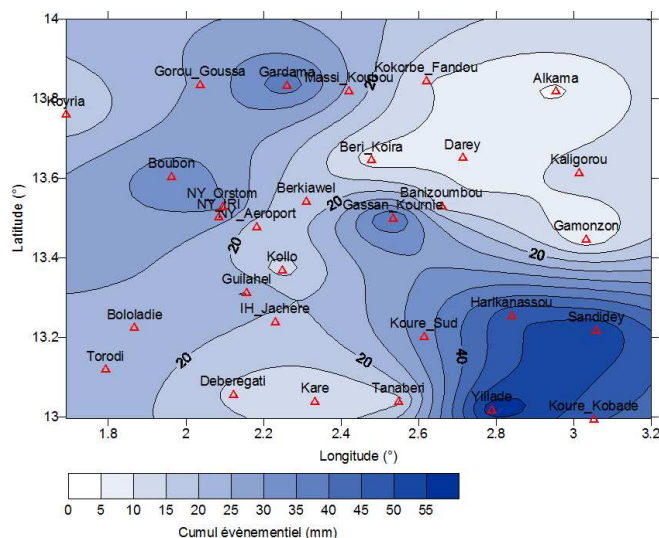 14
Gorou_Goussa
Gardama
Massi_Koubou
Kokorbe_Fandou
20
Alkama
13.8
Koyria
Beri_Koira
Darey
Kaligorou
Boubon
13.6
NY_Orstom
NY_IRI
NY_Aeroport
Berkiawel
20
Gassan_Kournie
Banizoumbou
Gamonzon
20
20
13.4
Kollo
Guilahel
IH_Jachere
Bololadie
13.2
Koure_Sud
Harikanassou
Sandidey
Torodi
20
20
40
Deberegati
Kare
Tanaberi
Yillade
Koure_Kobade
13
Latitude (°)
1.8 2 2.2 2.4 2.6 2.8 3 3.2
Longitude (°)
0 5 10 15 20 25 30 35 40 45 50 55
Cumul évènementiel (mm)